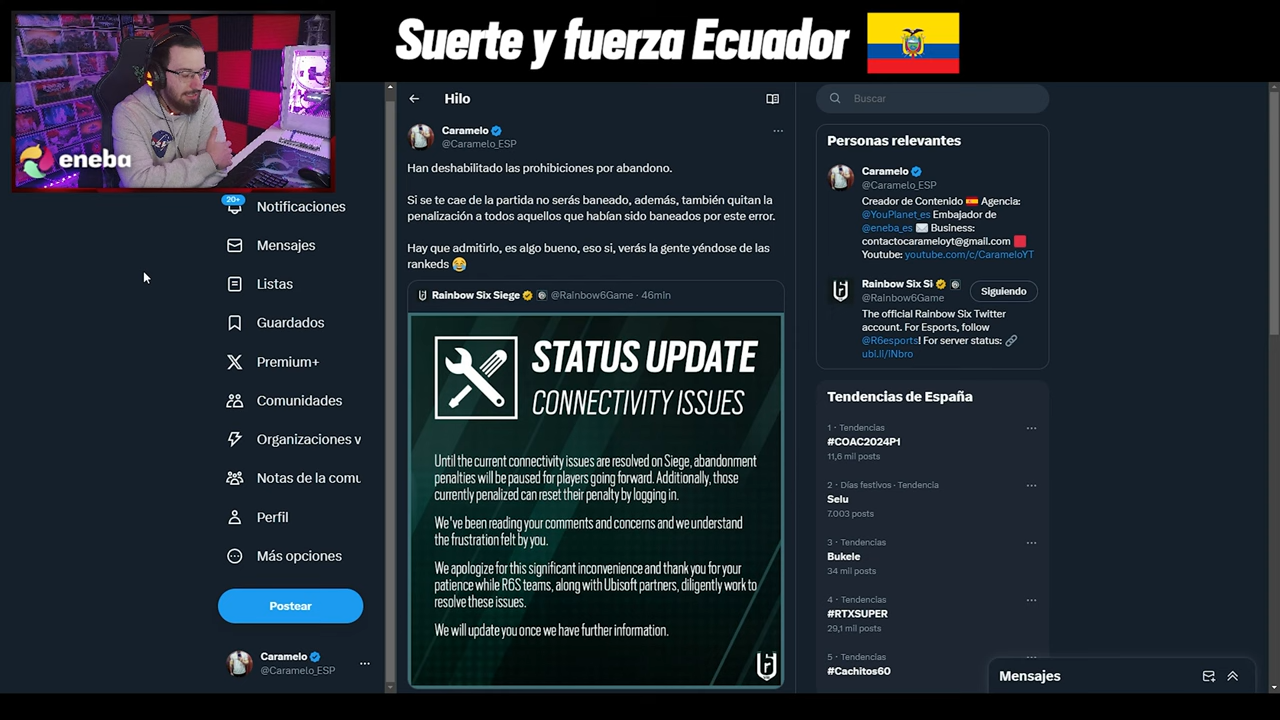 Suerte y fuerza Ecuador
eneba
Hilo
Caramelo
@Caramelo_ESP
Han deshabilitado las prohibiciones por abandono.
Si se te cae de la partida no serás baneado, además, también quitan la
penalización a todos aquellos que habían sido baneados por este error.
Hay que admitirlo, es algo bueno, eso si, verás la gente yéndose de las
rankeds 😂
Rainbow Six Siege @Rainbow6Game · 46min
STATUS UPDATE
CONNECTIVITY ISSUES
Until the current connectivity issues are resolved on Siege, abandonment
penalties will be paused for players going forward. Additionally, those
currently penalized can reset their penalty by logging in.
We've been reading your comments and concerns and we understand
the frustration felt by you.
We apologize for this significant inconvenience and thank you for your
patience while R6S teams, along with Ubisoft partners, diligently work to
resolve these issues.
We will update you once we have further information.
20+
Notificaciones
Mensajes
Listas
Guardados
Premium+
Comunidades
Organizaciones v
Notas de la comu
Perfil
Más opciones
Postear
Caramelo
@Caramelo_ESP
Buscar
Personas relevantes
Caramelo
@Caramelo_ESP
Creador de Contenido 🇪🇸 Agencia:
@YouPlanet_es Embajador de
@eneba_es ✉️ Business:
contactocarameloyt@gmail.com 🟥
Youtube: youtube.com/c/CarameloYT
Rainbow Six Si
@Rainbow6Game
Siguiendo
The official Rainbow Six Twitter
account. For Esports, follow
@R6esports! For server status: 🔗
ubi.li/lNbro
Tendencias de España
1 · Tendencias
#COAC2024P1
11,6 mil posts
2 · Días festivos · Tendencia
Selu
7.003 posts
3 · Tendencias
Bukele
34 mil posts
4 · Tendencias
#RTXSUPER
29,1 mil posts
5 · Tendencias
#Cachitos60
Mensajes